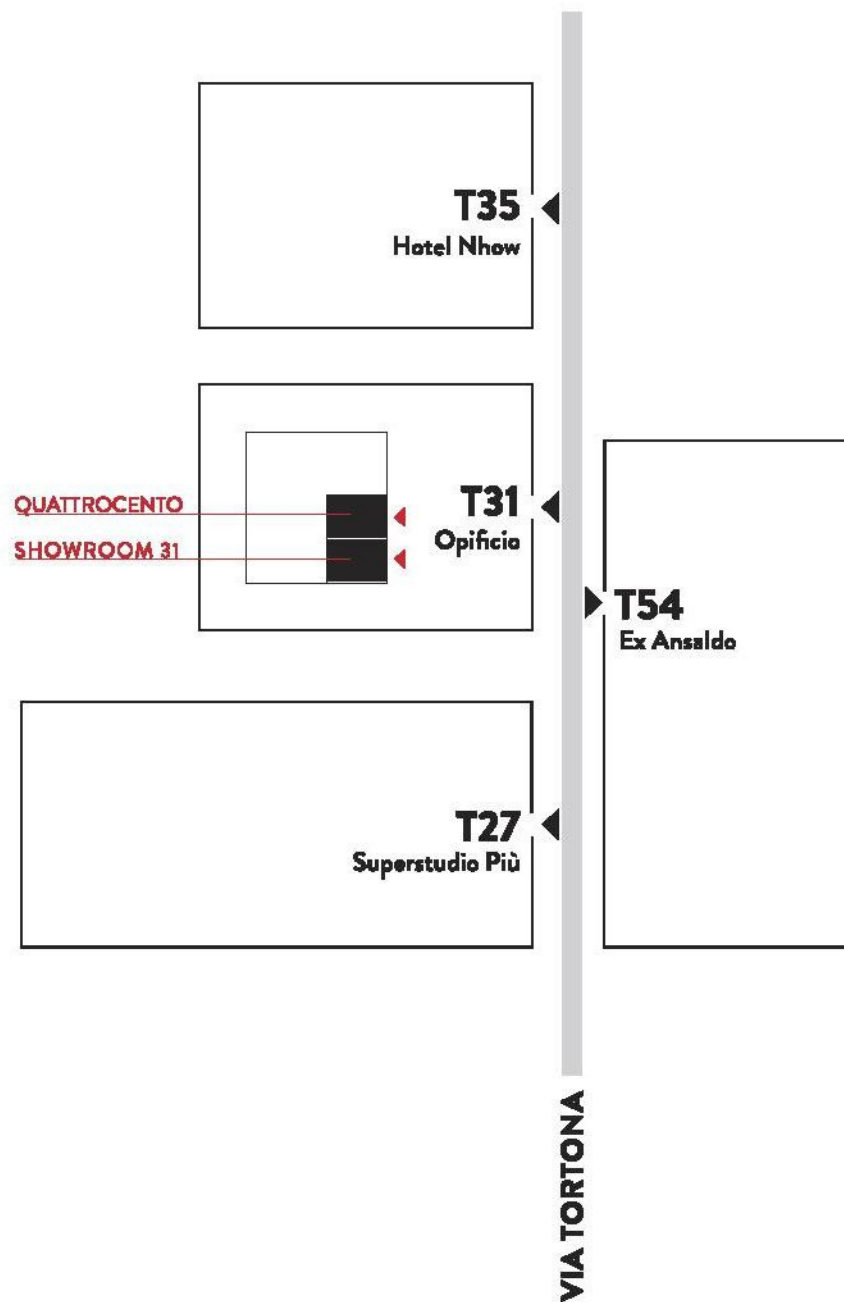 T35
Hotel Nhow
QUATTROCENTO
SHOWROOM 31
T31
Opificio
T54
Ex Ansaldo
T27
Superstudio Più
VIA TORTONA